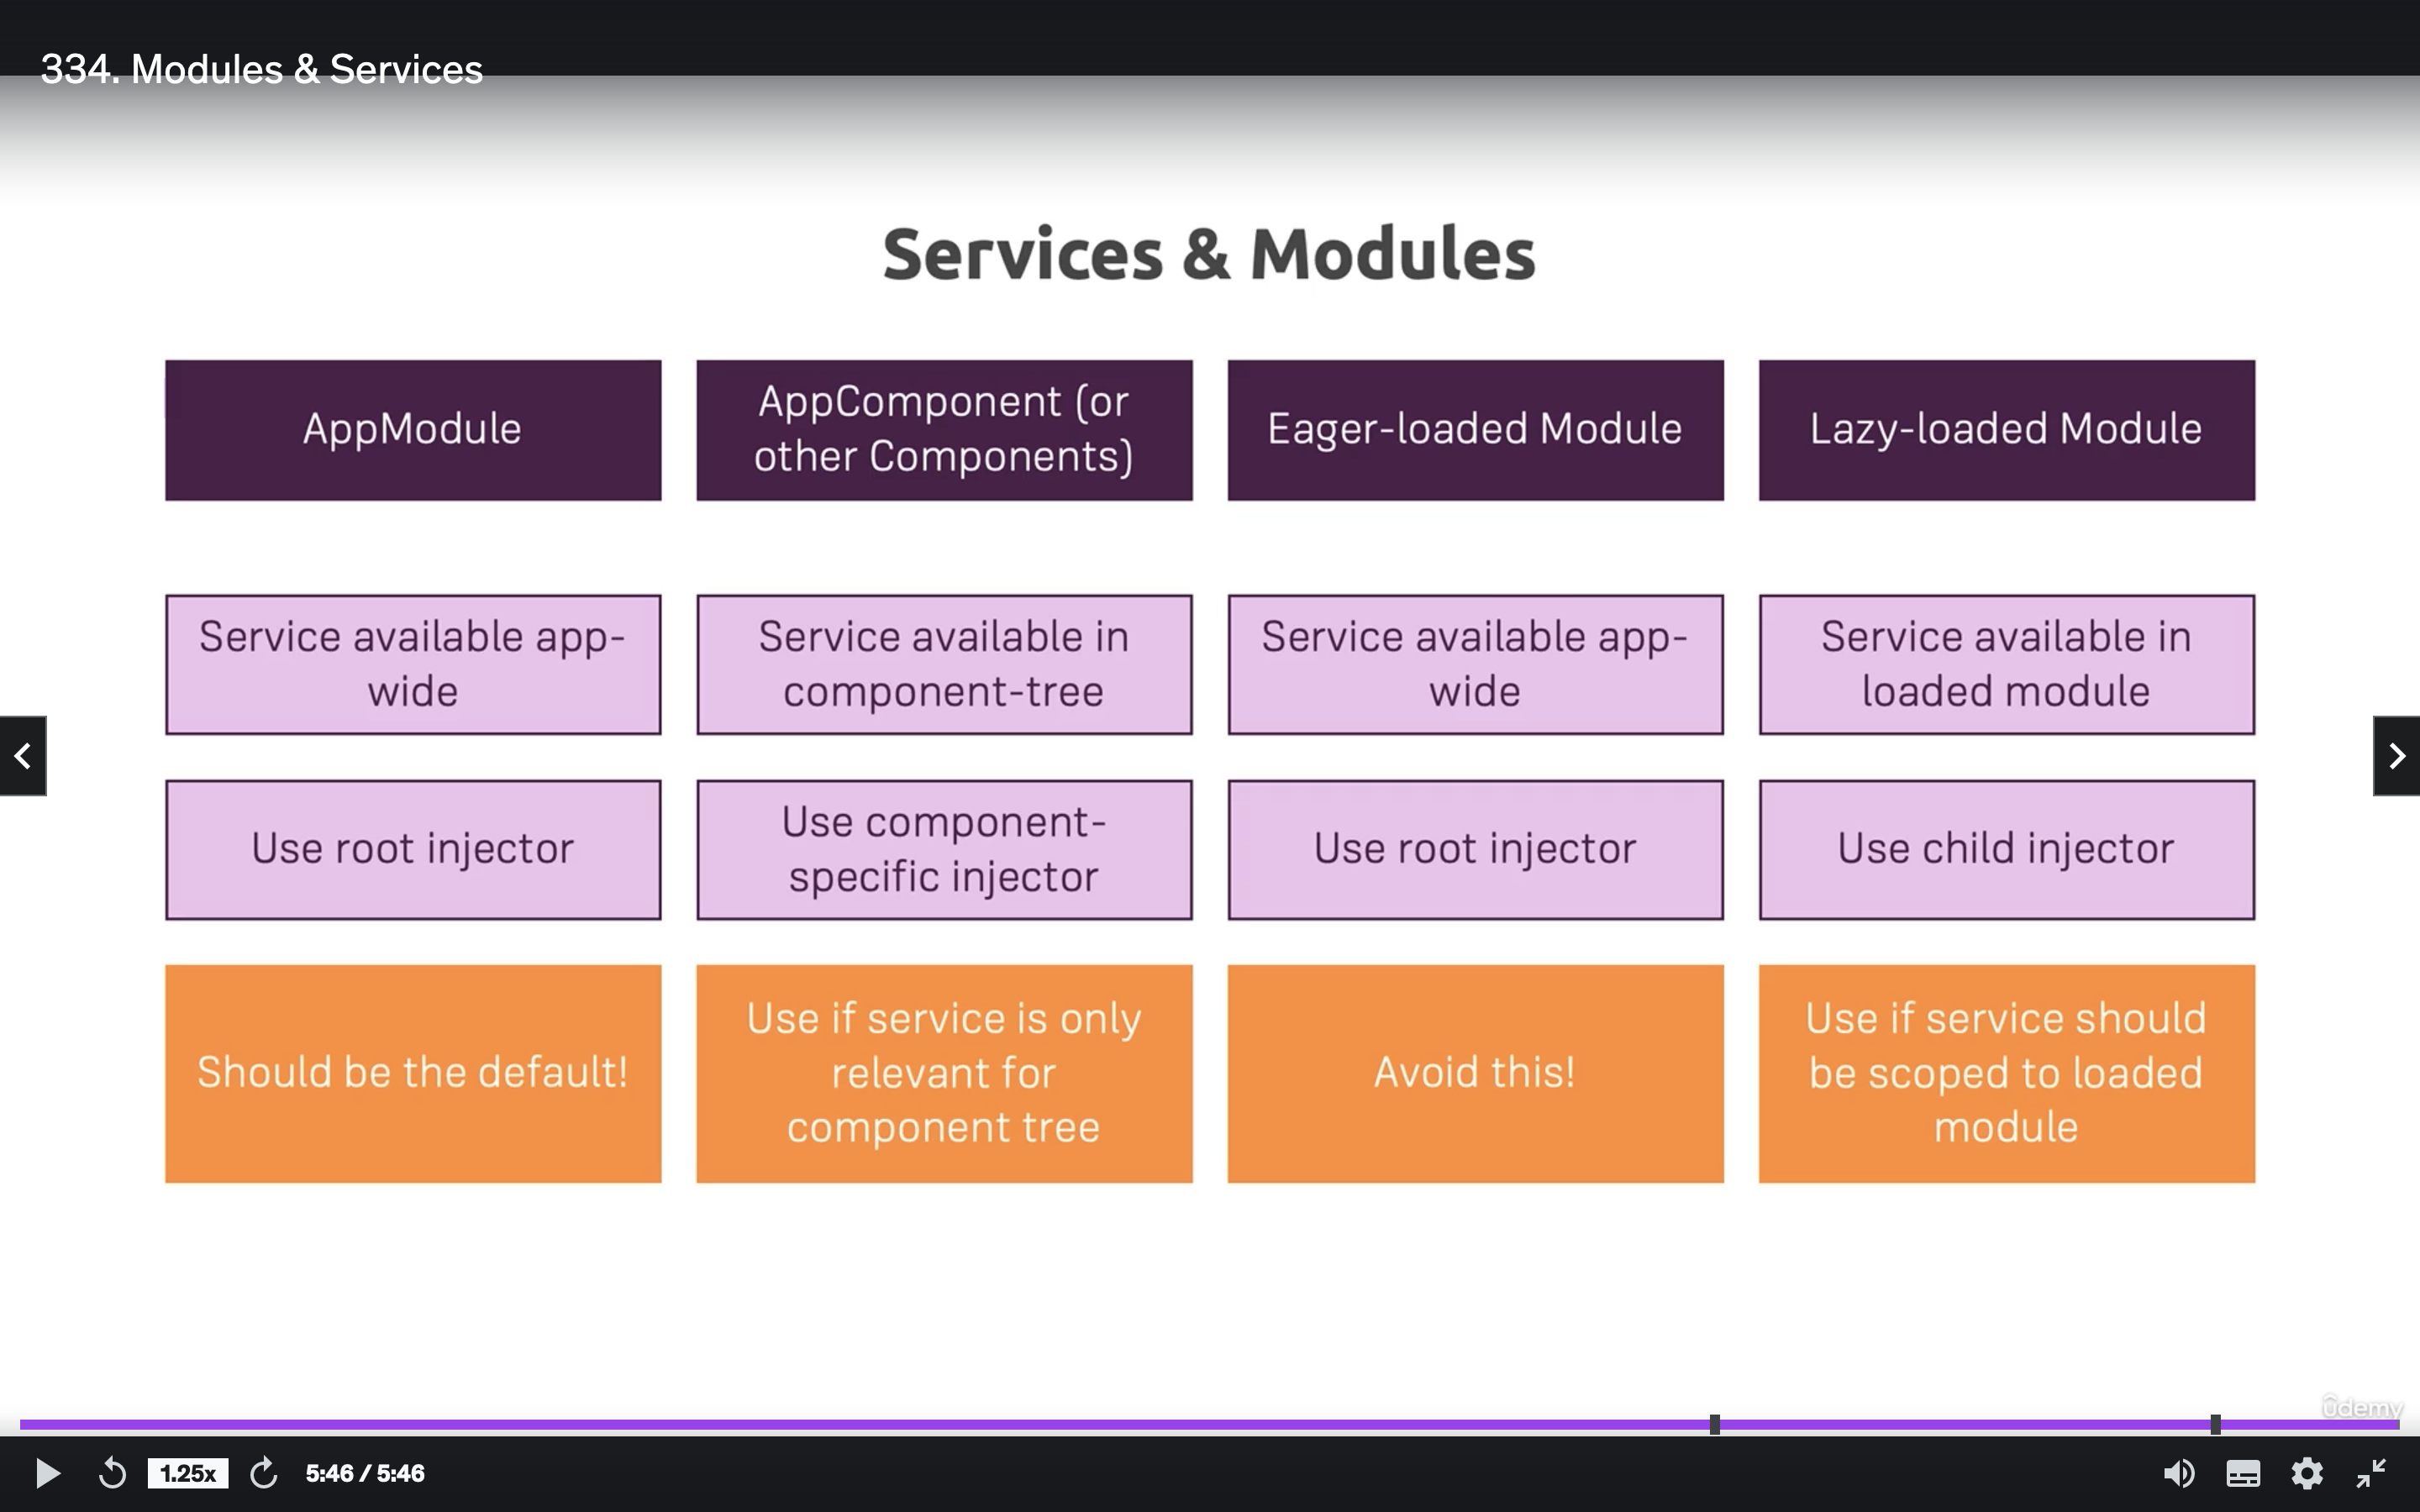 334. Modules & Services
Services & Modules
AppModule
AppComponent (or
other Components)
Eager-loaded Module
Lazy-loaded Module
Service available app-
wide
Service available in
component-tree
Service available app-
wide
Service available in
loaded module
Use root injector
Use component-
specific injector
Use root injector
Use child injector
Should be the default!
Use if service is only
relevant for
component tree
Avoid this!
Use if service should
be scoped to loaded
module
udemy
1.25x
5:46 / 5:46